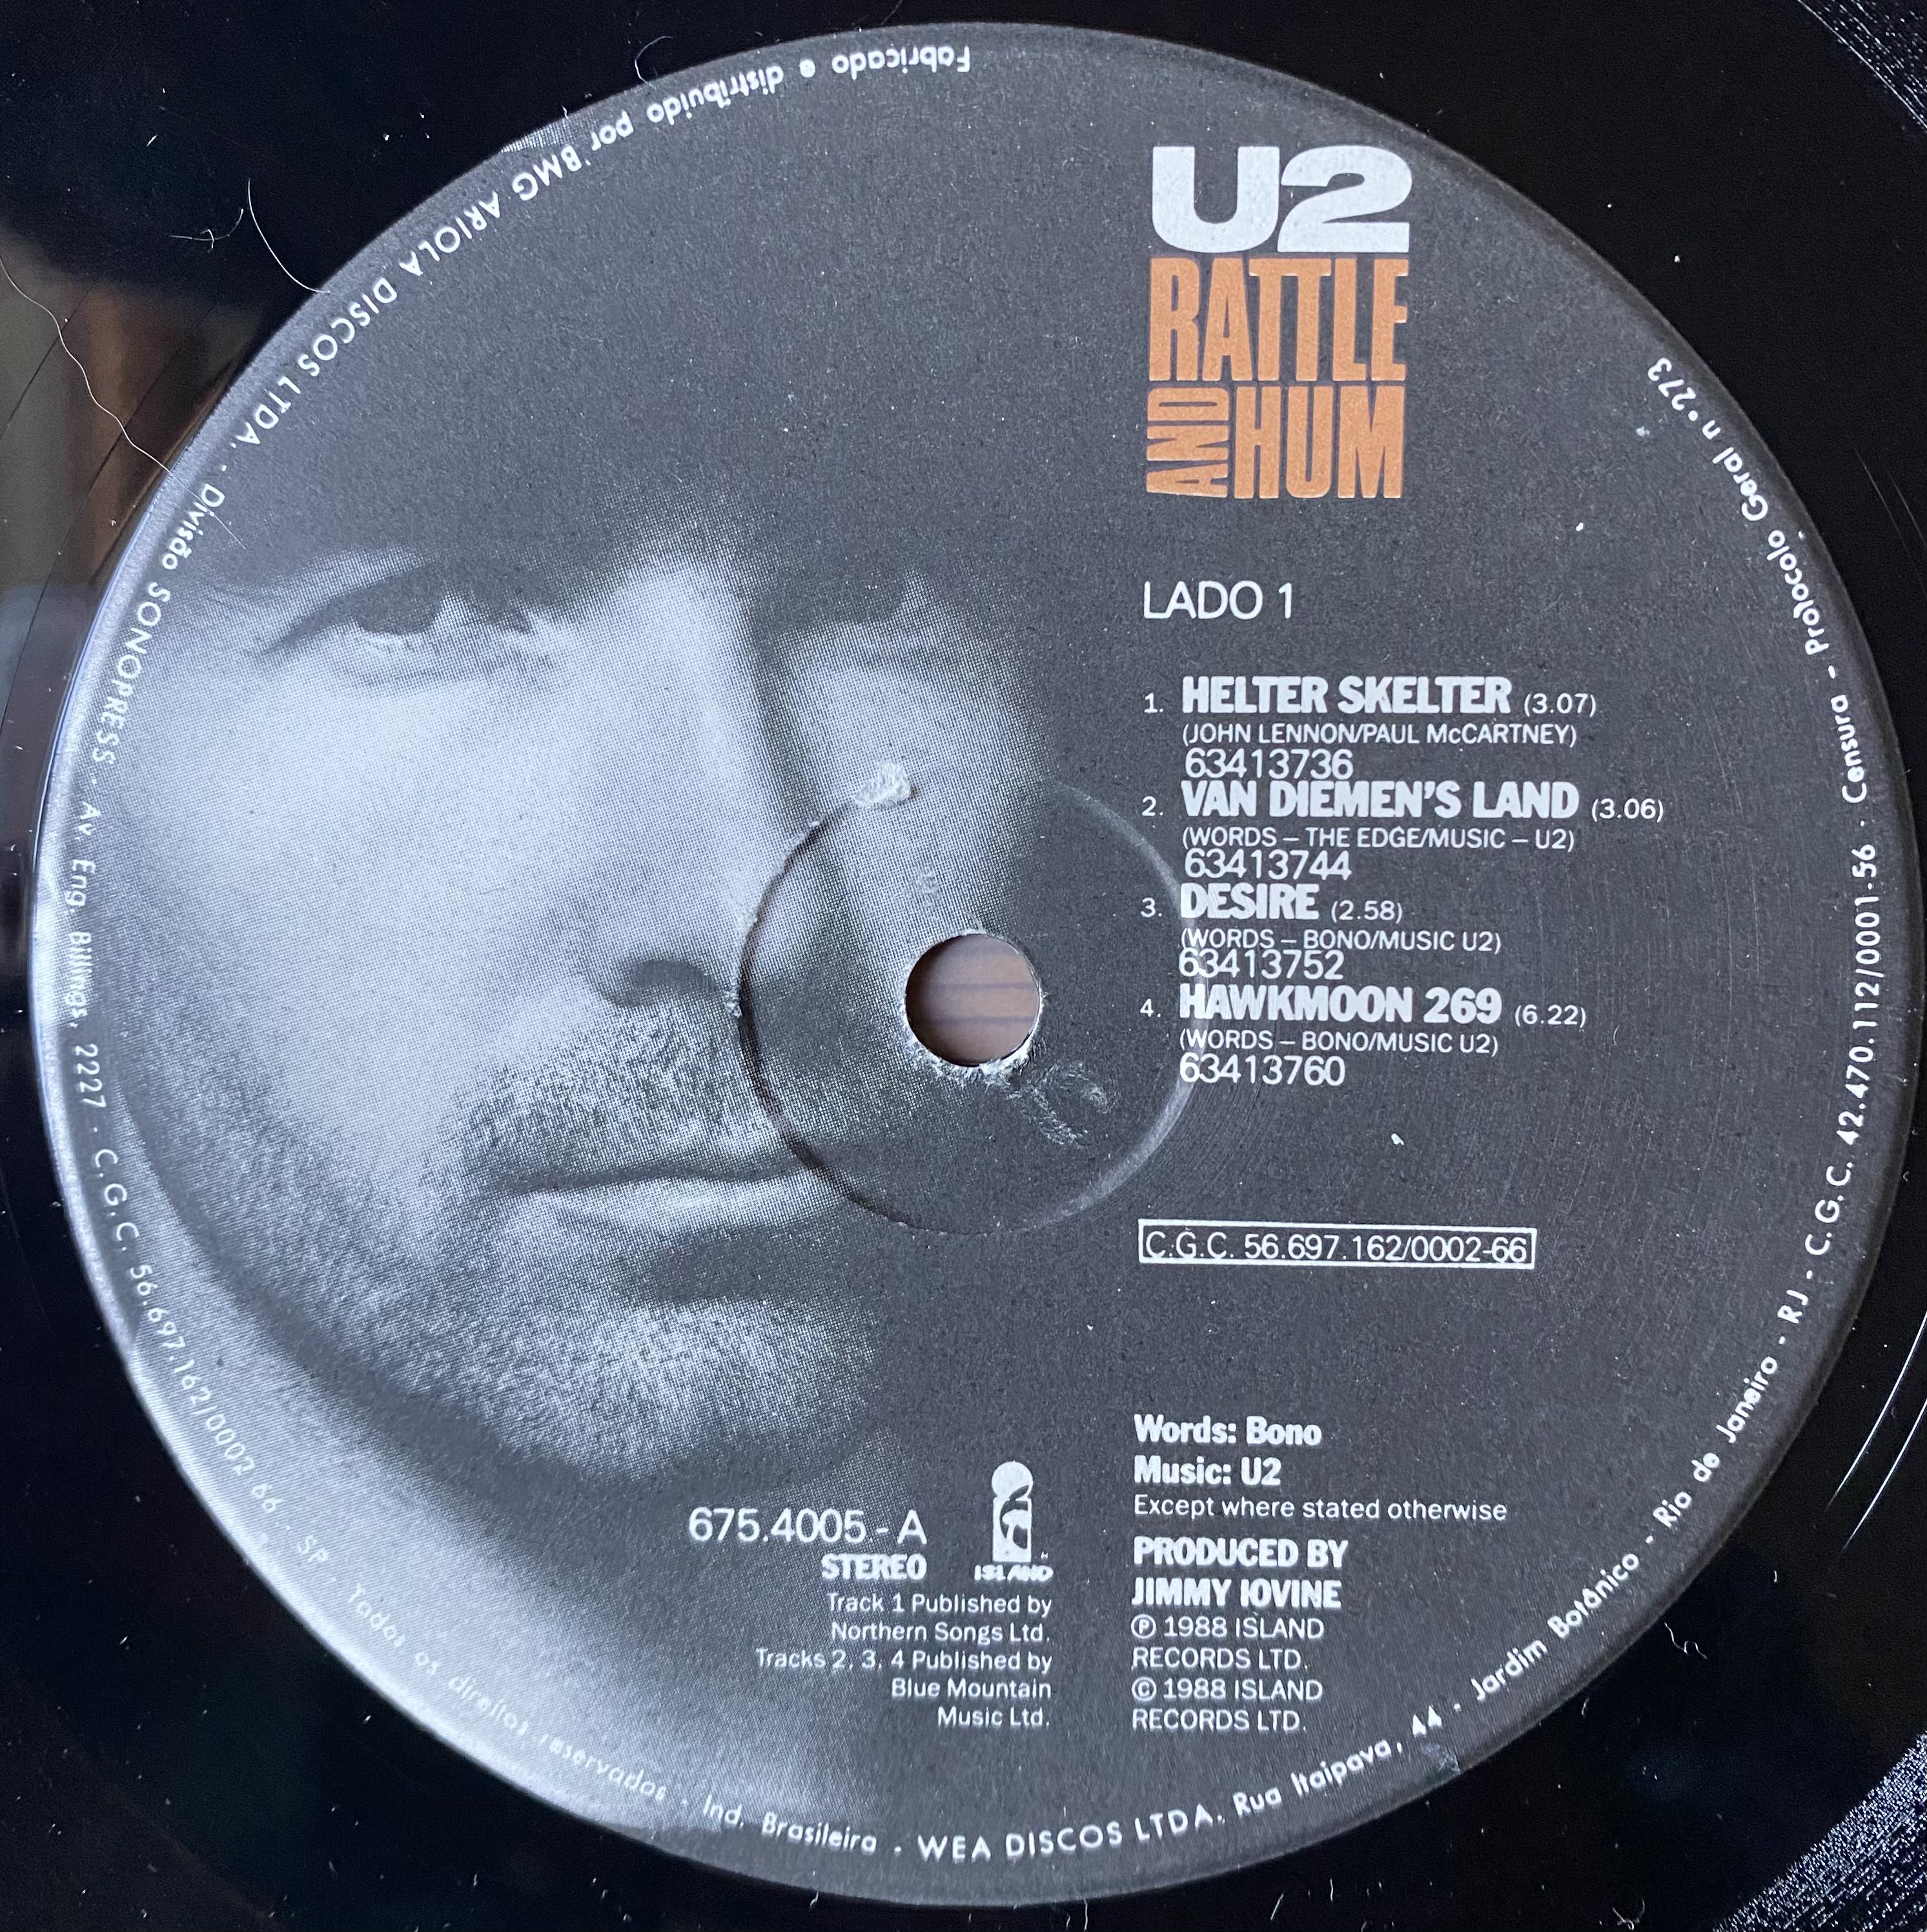 U2
RATTLE
AND HUM
LADO 1
1. HELTER SKELTER (3.07)
(JOHN LENNON/PAUL McCARTNEY)
63413736
2. VAN DIEMEN'S LAND (3.06)
(WORDS – THE EDGE/MUSIC – U2)
63413744
3. DESIRE (2.58)
(WORDS – BONO/MUSIC U2)
63413752
4. HAWKMOON 269 (6.22)
(WORDS – BONO/MUSIC U2)
63413760
C.G.C. 56.697.162/0002-66
Words: Bono
Music: U2
Except where stated otherwise
PRODUCED BY
JIMMY IOVINE
Ⓟ 1988 ISLAND
RECORDS LTD.
© 1988 ISLAND
RECORDS LTD.
675.4005 - A
STEREO
ISLAND
Track 1 Published by
Northern Songs Ltd.
Tracks 2, 3, 4 Published by
Blue Mountain
Music Ltd.
Fabricado e distribuido por BMG ARIOLA DISCOS LTDA. · Divisão SONOPRESS · Av Eng. Billings, 2227 · C.G.C. 56.697.162/0002 66 · SP · Todos os direitos reservados · Ind. Brasileira · WEA DISCOS LTDA. Rua Itaipava, 44 - Jardim Botânico - Rio de Janeiro - RJ - C.G.C. 42.470.112/0001-56 · Censura - Protocolo Geral n° 273